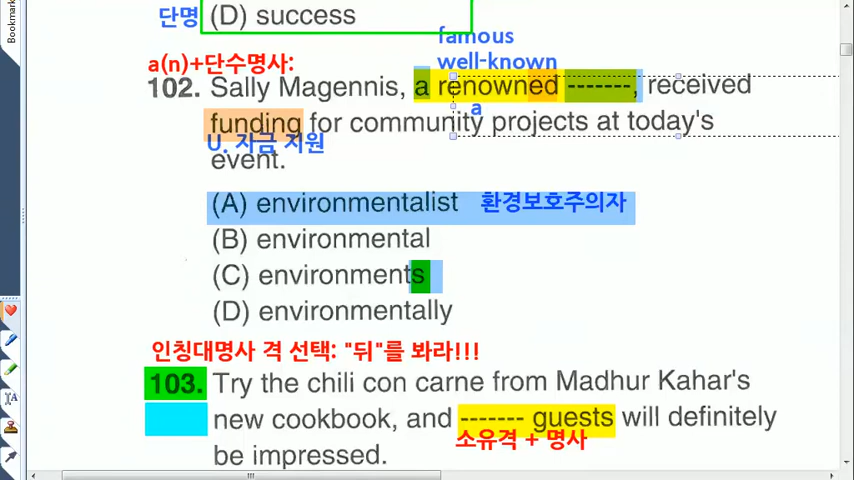 Bookmarks
단명 (D) success
famous
well-known
a(n)+단수명사:
102. Sally Magennis, a renowned -------, received
a
funding for community projects at today's
U. 자금 지원
event.
(A) environmentalist 환경보호주의자
(B) environmental
(C) environments
(D) environmentally
인칭대명사 격 선택: "뒤"를 봐라!!!
103. Try the chili con carne from Madhur Kahar's
new cookbook, and ------- guests will definitely
소유격 + 명사
be impressed.